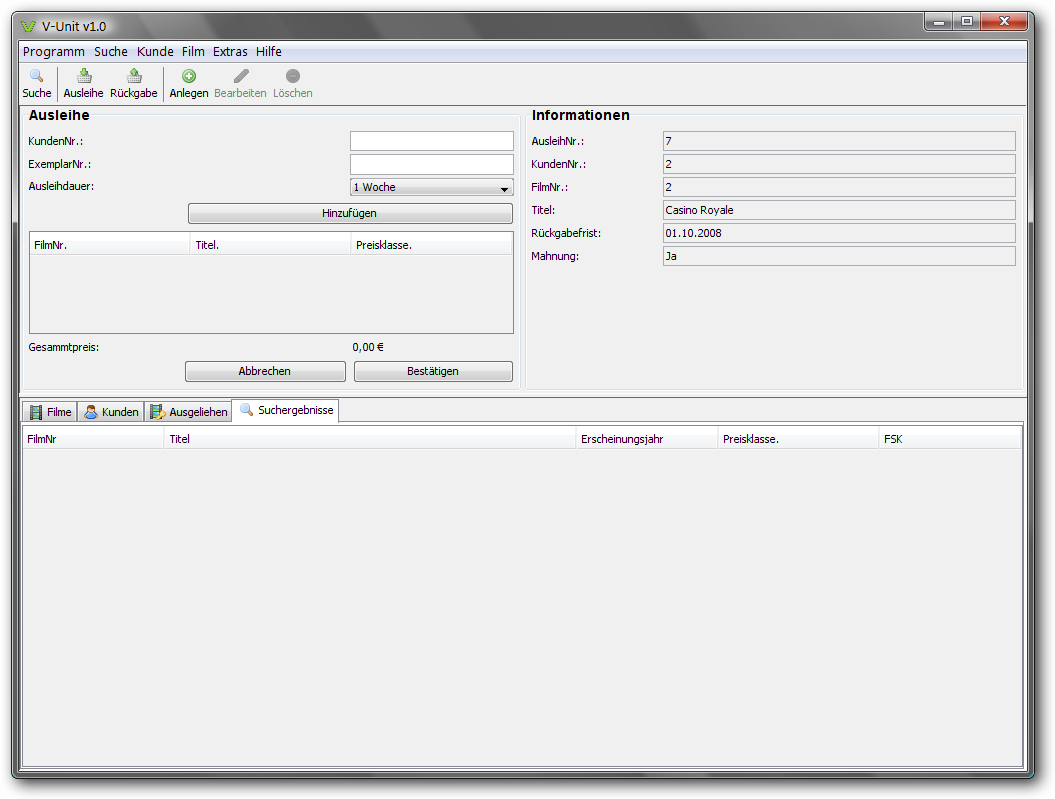 V-Unit v1.0
Programm Suche Kunde Film Extras Hilfe
Suche Ausleihe Rückgabe Anlegen Bearbeiten Löschen
Ausleihe
KundenNr.:
ExemplarNr.:
Ausleihdauer: 1 Woche
Hinzufügen
FilmNr. Titel. Preisklasse.
Gesammtpreis: 0,00 €
Abbrechen Bestätigen
Informationen
AusleihNr.: 7
KundenNr.: 2
FilmNr.: 2
Titel: Casino Royale
Rückgabefrist: 01.10.2008
Mahnung: Ja
Filme Kunden Ausgeliehen Suchergebnisse
FilmNr Titel Erscheinungsjahr Preisklasse. FSK